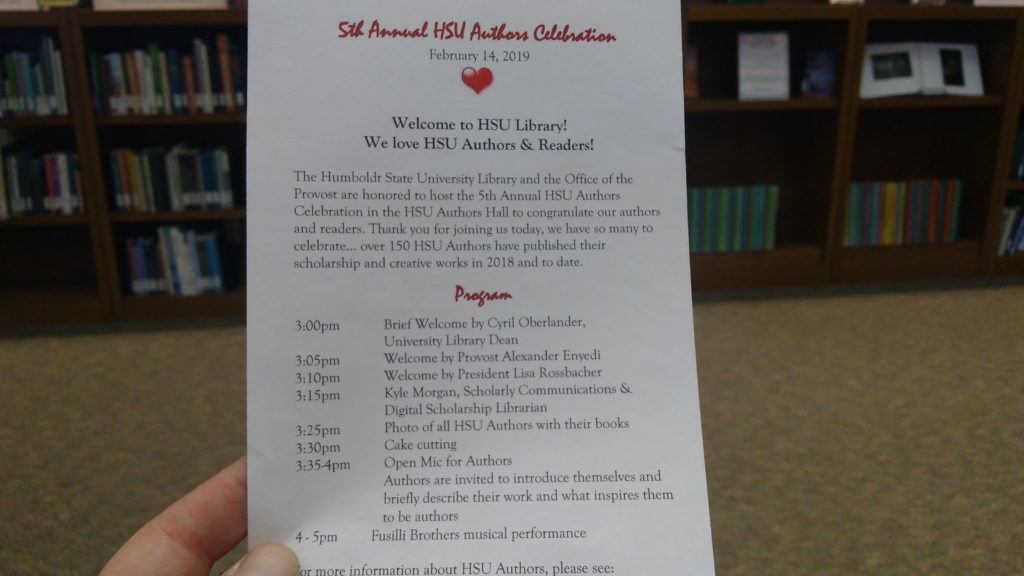 5th Annual HSU Authors Celebration
February 14, 2019
Welcome to HSU Library!
We love HSU Authors & Readers!
The Humboldt State University Library and the Office of the
Provost are honored to host the 5th Annual HSU Authors
Celebration in the HSU Authors Hall to congratulate our authors
and readers. Thank you for joining us today, we have so many to
celebrate... over 150 HSU Authors have published their
scholarship and creative works in 2018 and to date.
Program
3:00pm Brief Welcome by Cyril Oberlander,
University Library Dean
3:05pm Welcome by Provost Alexander Enyedi
3:10pm Welcome by President Lisa Rossbacher
3:15pm Kyle Morgan, Scholarly Communications &
Digital Scholarship Librarian
3:25pm Photo of all HSU Authors with their books
3:30pm Cake cutting
3:35-4pm Open Mic for Authors
Authors are invited to introduce themselves and
briefly describe their work and what inspires them
to be authors
4 - 5pm Fusilli Brothers musical performance
For more information about HSU Authors, please see: